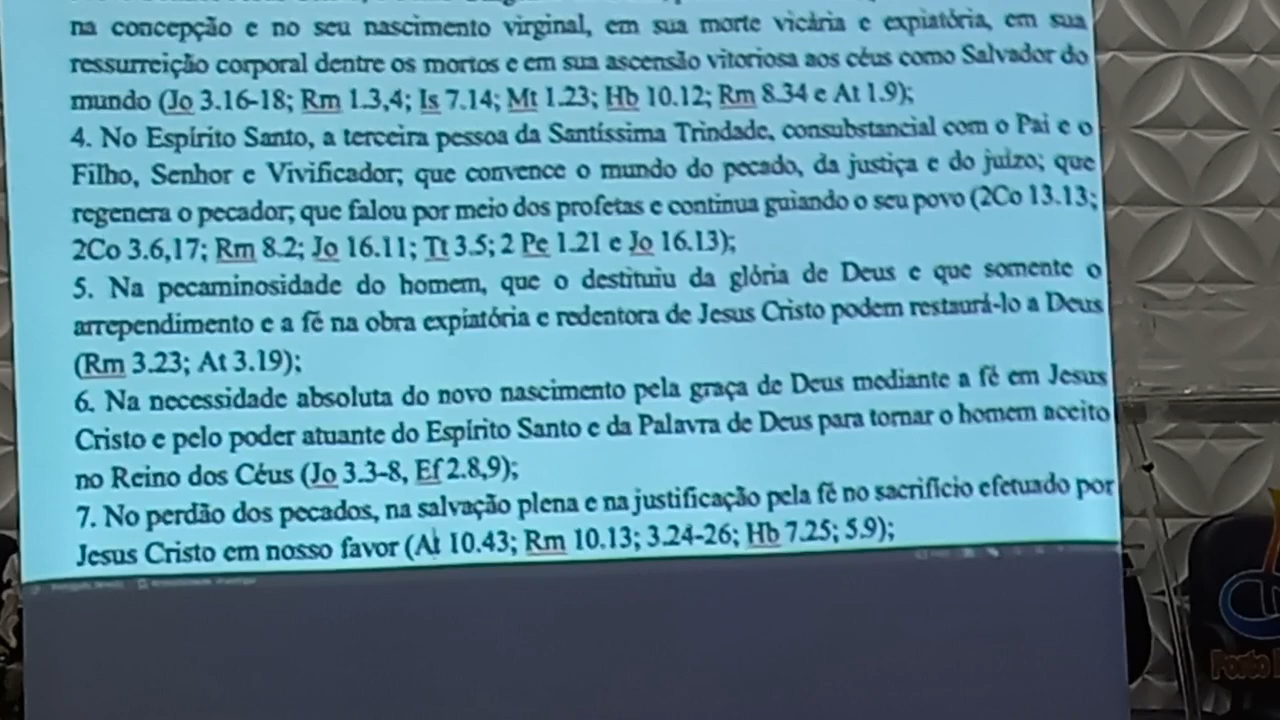 na concepção e no seu nascimento virginal, em sua morte vicária e expiatória, em sua
ressurreição corporal dentre os mortos e em sua ascensão vitoriosa aos céus como Salvador do
mundo (Jo 3.16-18; Rm 1.3,4; Is 7.14; Mt 1.23; Hb 10.12; Rm 8.34 e At 1.9);
4. No Espírito Santo, a terceira pessoa da Santíssima Trindade, consubstancial com o Pai e o
Filho, Senhor e Vivificador; que convence o mundo do pecado, da justiça e do juízo; que
regenera o pecador; que falou por meio dos profetas e continua guiando o seu povo (2Co 13.13;
2Co 3.6,17; Rm 8.2; Jo 16.11; Tt 3.5; 2 Pe 1.21 e Jo 16.13);
5. Na pecaminosidade do homem, que o destituiu da glória de Deus e que somente o
arrependimento e a fé na obra expiatória e redentora de Jesus Cristo podem restaurá-lo a Deus
(Rm 3.23; At 3.19);
6. Na necessidade absoluta do novo nascimento pela graça de Deus mediante a fé em Jesus
Cristo e pelo poder atuante do Espírito Santo e da Palavra de Deus para tornar o homem aceito
no Reino dos Céus (Jo 3.3-8, Ef 2.8,9);
7. No perdão dos pecados, na salvação plena e na justificação pela fé no sacrifício efetuado por
Jesus Cristo em nosso favor (At 10.43; Rm 10.13; 3.24-26; Hb 7.25; 5.9);
Porto